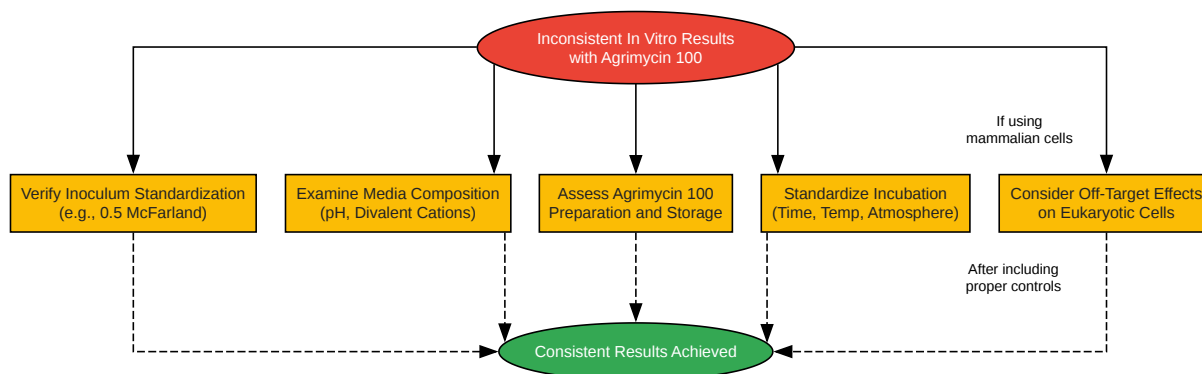 Inconsistent In Vitro Results
with Agrimycin 100
If using
mammalian cells
Verify Inoculum Standardization
(e.g., 0.5 McFarland)
Examine Media Composition
(pH, Divalent Cations)
Assess Agrimycin 100
Preparation and Storage
Standardize Incubation
(Time, Temp, Atmosphere)
Consider Off-Target Effects
on Eukaryotic Cells
After including
proper controls
Consistent Results Achieved